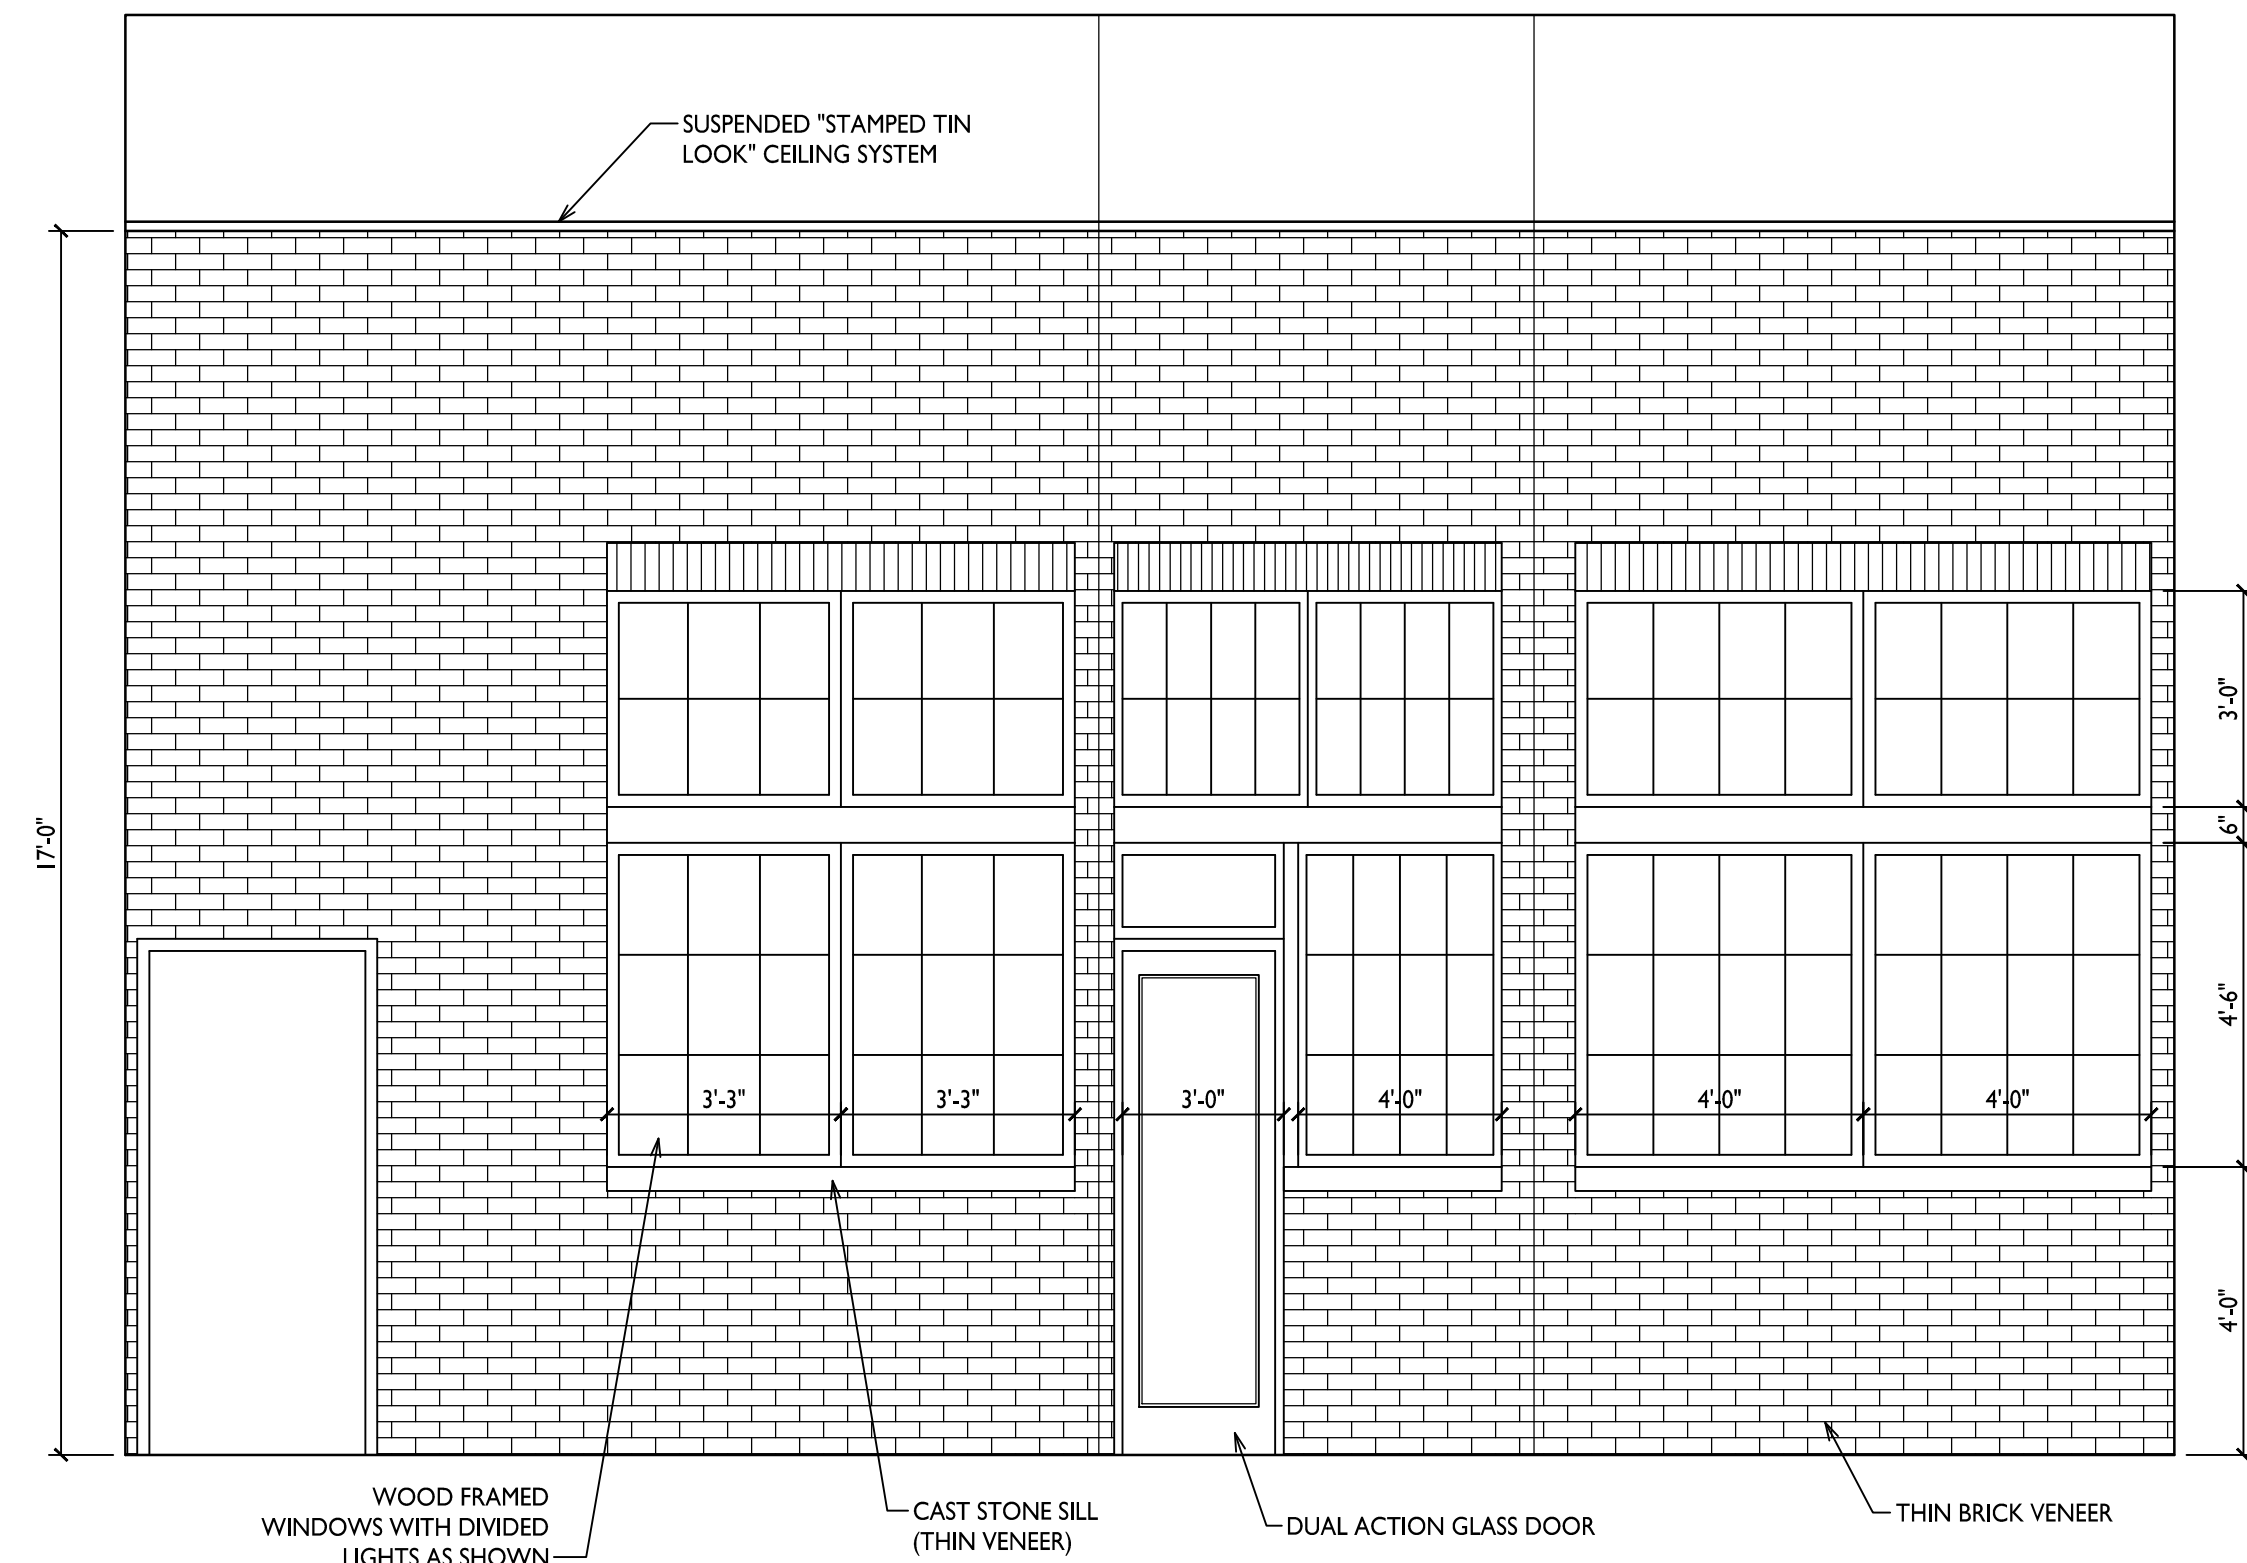 SUSPENDED "STAMPED TIN
LOOK" CEILING SYSTEM
17'-0"
3'-0"
6"
4'-6"
3'-3"
3'-3"
3'-0"
4'-0"
4'-0"
4'-0"
4'-0"
WOOD FRAMED
WINDOWS WITH DIVIDED
LIGHTS AS SHOWN
CAST STONE SILL
(THIN VENEER)
DUAL ACTION GLASS DOOR
THIN BRICK VENEER